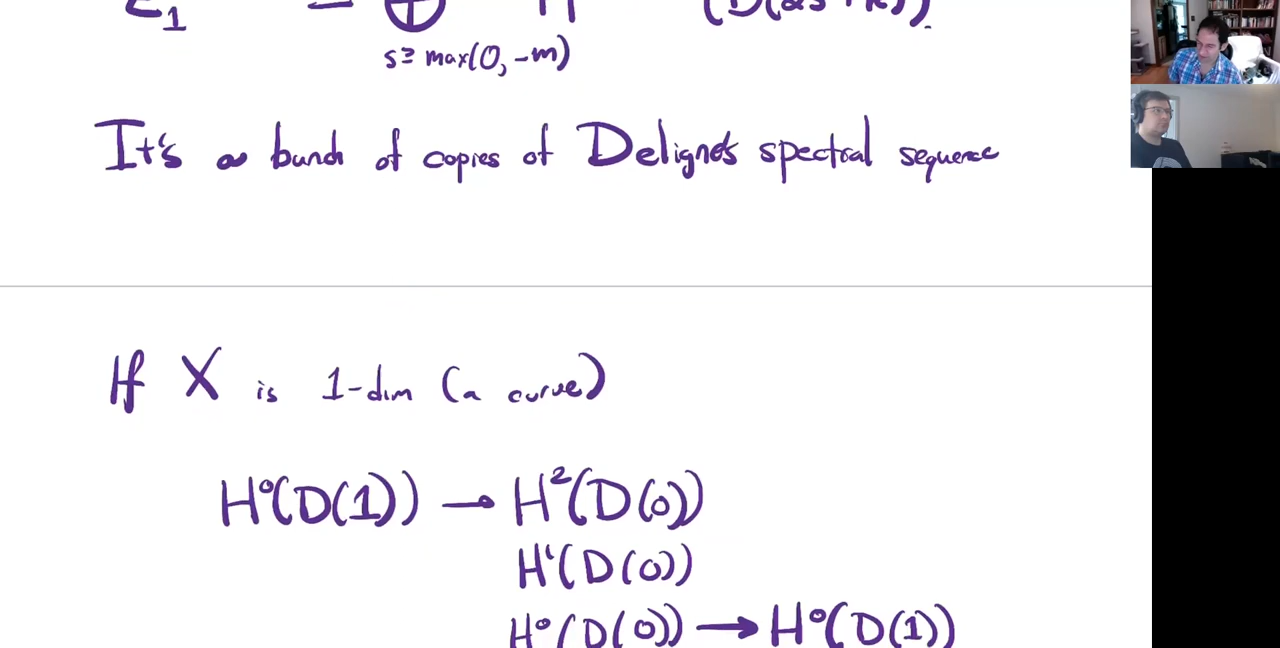 s≥ max(0, -m)
It's a bunch of copies of Deligne's spectral sequence
If X is 1-dim (a curve)
H⁰(D(1)) → H²(D(0))
H¹(D(0))
H⁰(D(0)) → H⁰(D(1))